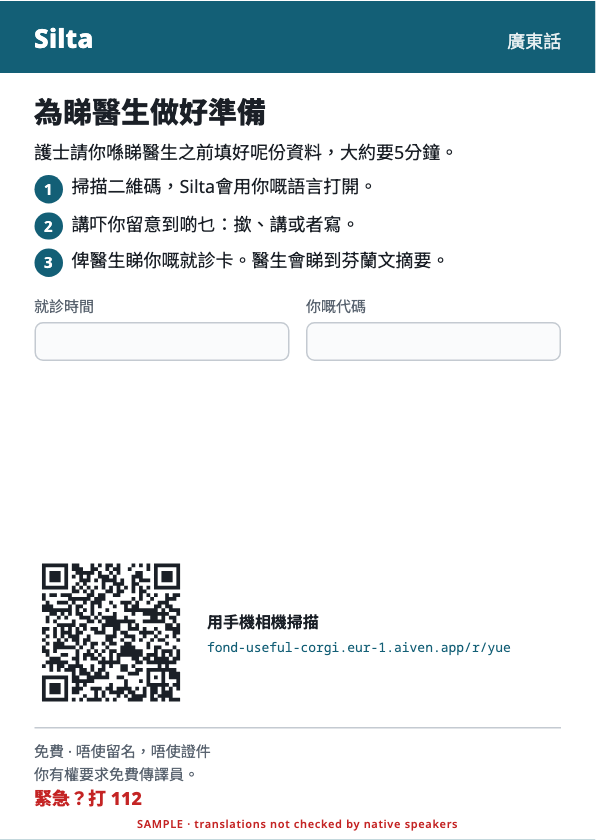 Silta
廣東話
為睇醫生做好準備
護士請你喺睇醫生之前填好呢份資料，大約要5分鐘。
1 掃描二維碼，Silta會用你嘅語言打開。
2 講吓你留意到啲乜：撳、講或者寫。
3 俾醫生睇你嘅就診卡。醫生會睇到芬蘭文摘要。
就診時間
你嘅代碼
用手機相機掃描
fond-useful-corgi.eur-1.aiven.app/r/yue
免費 · 唔使留名，唔使證件
你有權要求免費傳譯員。
緊急？打 112
SAMPLE · translations not checked by native speakers